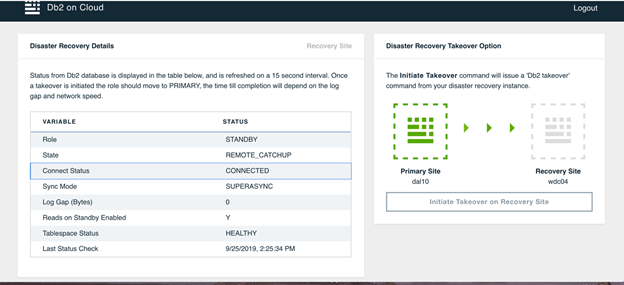 Db2 on Cloud
Logout
Disaster Recovery Details
Recovery Site
Status from Db2 database is displayed in the table below, and is refreshed on a 15 second interval. Once
a takeover is initiated the role should move to PRIMARY, the time till completion will depend on the log
gap and network speed.
VARIABLE STATUS
Role STANDBY
State REMOTE_CATCHUP
Connect Status CONNECTED
Sync Mode SUPERASYNC
Log Gap (Bytes) 0
Reads on Standby Enabled Y
Tablespace Status HEALTHY
Last Status Check 9/25/2019, 2:25:34 PM
Disaster Recovery Takeover Option
The Initiate Takeover command will issue a 'Db2 takeover'
command from your disaster recovery instance.
Primary Site Recovery Site
dal10 wdc04
Initiate Takeover on Recovery Site